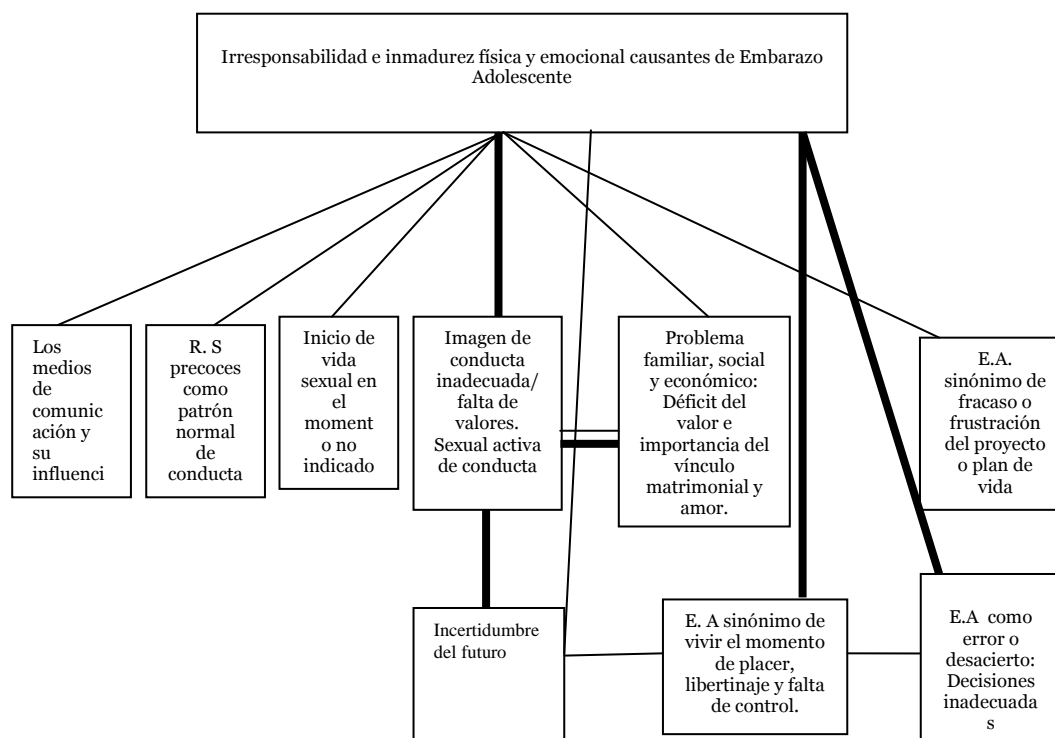 Irresponsabilidad e inmadurez física y emocional causantes de Embarazo
Adolescente
Los
medios
de
comunic
ación y
su
influenci
R. S
precoces
como
patrón
normal
de
conducta
Inicio de
vida
sexual en
el
moment
o no
indicado
Imagen de
conducta
inadecuada/
falta de
valores.
Sexual activa
de conducta
Problema
familiar, social
y económico:
Déficit del
valor e
importancia del
vínculo
matrimonial y
amor.
E.A.
sinónimo de
fracaso o
frustración
del proyecto
o plan de
vida
Incertidumbre
del futuro
E. A sinónimo de
vivir el momento
de placer,
libertinaje y falta
de control.
E.A como
error o
desacierto:
Decisiones
inadecuada
s